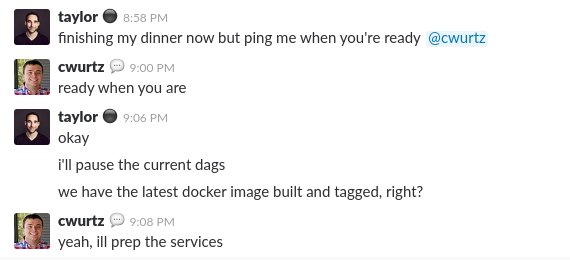 taylor 8:58 PM
finishing my dinner now but ping me when you're ready @cwurtz
cwurtz 9:00 PM
ready when you are
taylor 9:06 PM
okay
i'll pause the current dags
we have the latest docker image built and tagged, right?
cwurtz 9:08 PM
yeah, ill prep the services